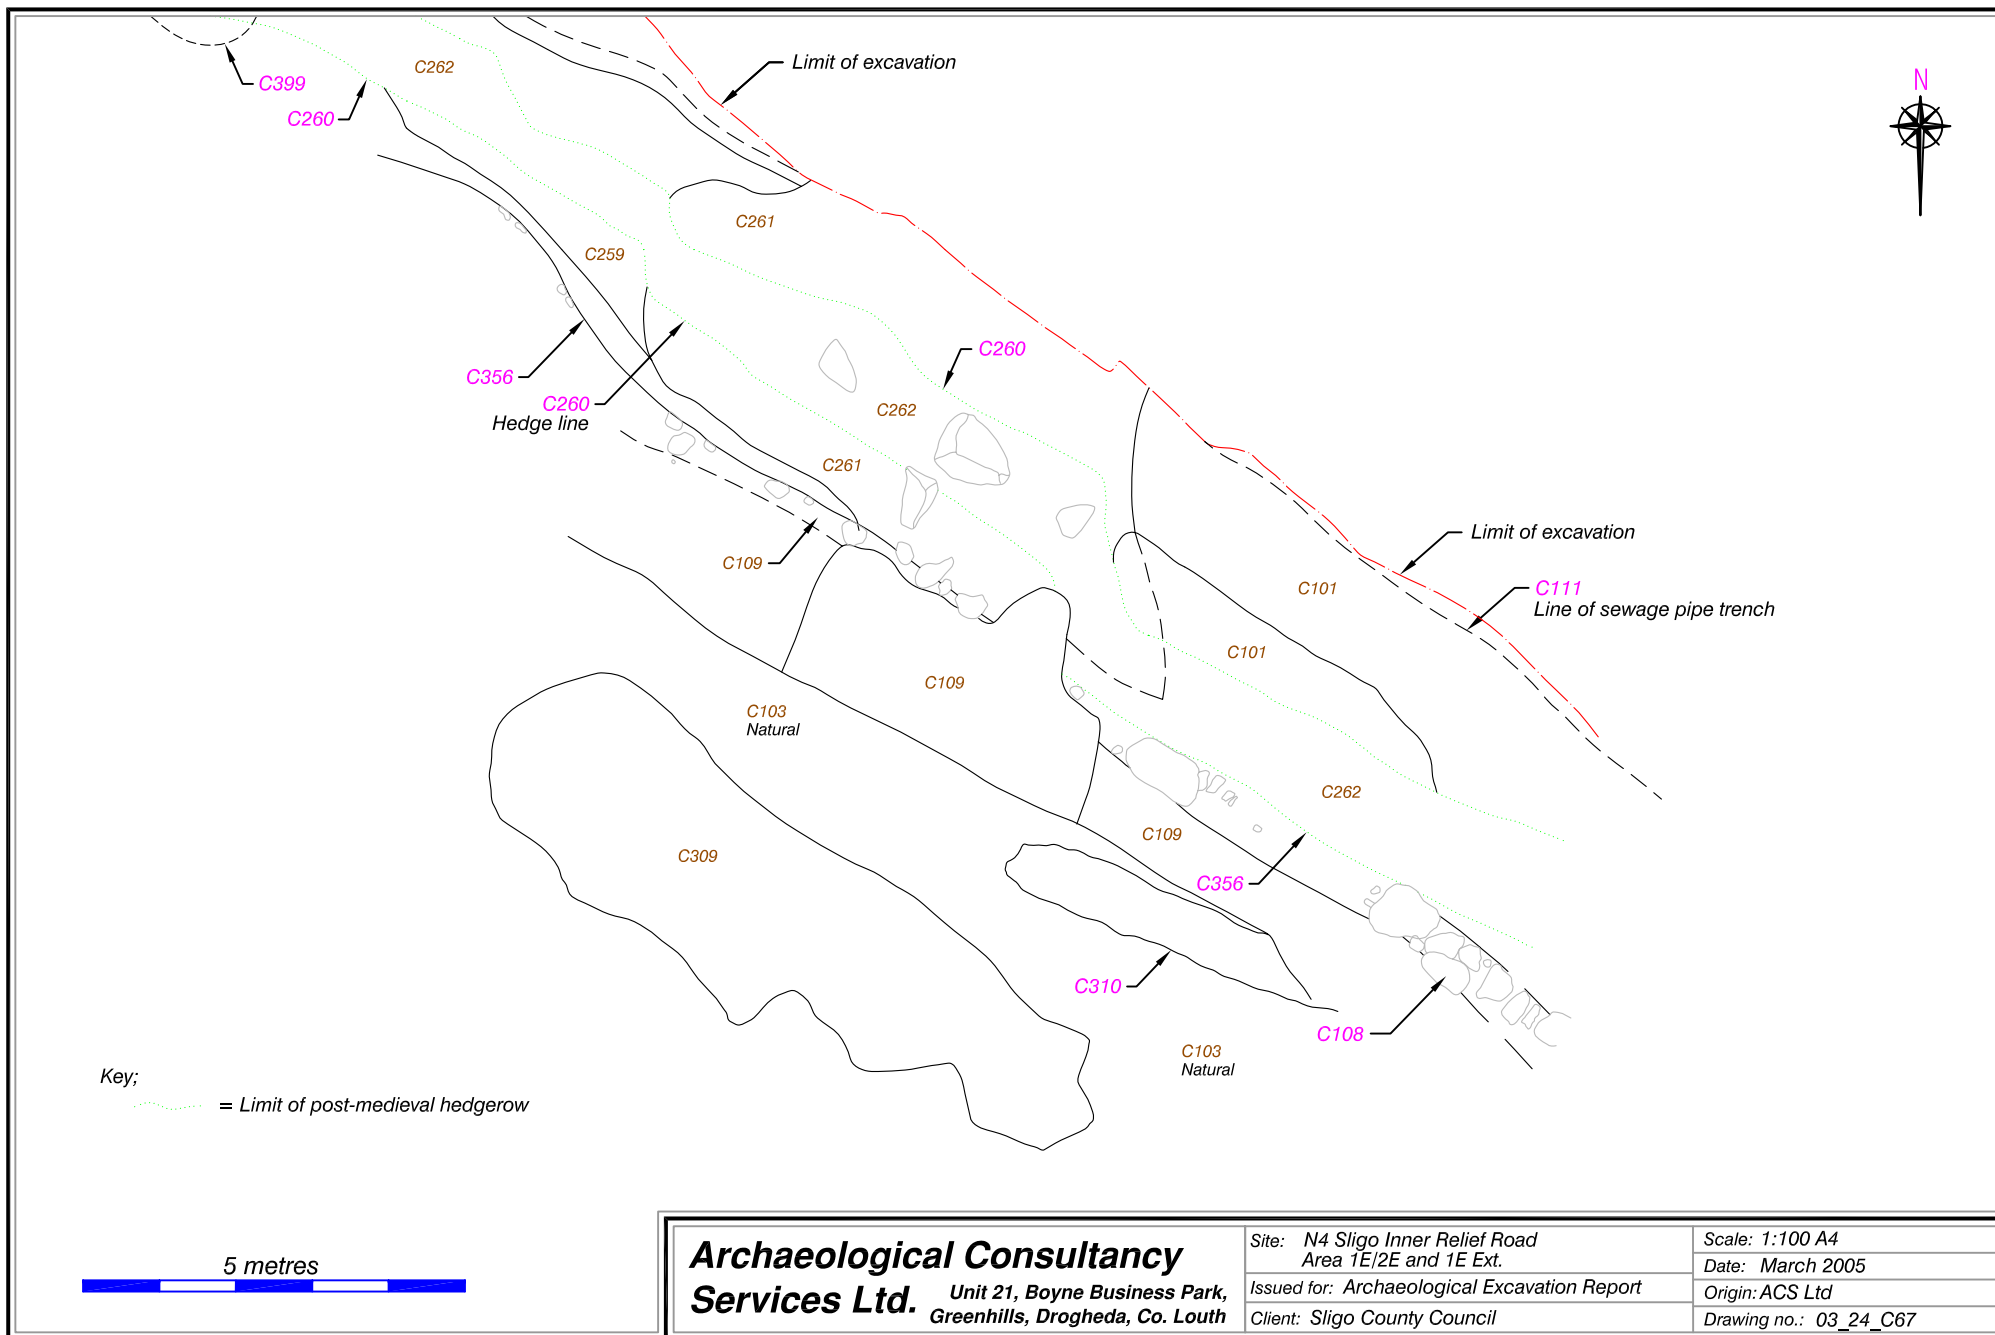 C262
Limit of excavation
N
C399
C260
C261
C259
C260
C356
C260
Hedge line
C262
C261
Limit of excavation
C109
C101
C111
Line of sewage pipe trench
C101
C109
C103
Natural
C262
C109
C309
C356
C310
C108
C103
Natural
Key;
= Limit of post-medieval hedgerow
5 metres
Archaeological Consultancy
Services Ltd. Unit 21, Boyne Business Park,
Greenhills, Drogheda, Co. Louth
Site: N4 Sligo Inner Relief Road
Area 1E/2E and 1E Ext.
Issued for: Archaeological Excavation Report
Client: Sligo County Council
Scale: 1:100 A4
Date: March 2005
Origin: ACS Ltd
Drawing no.: 03_24_C67